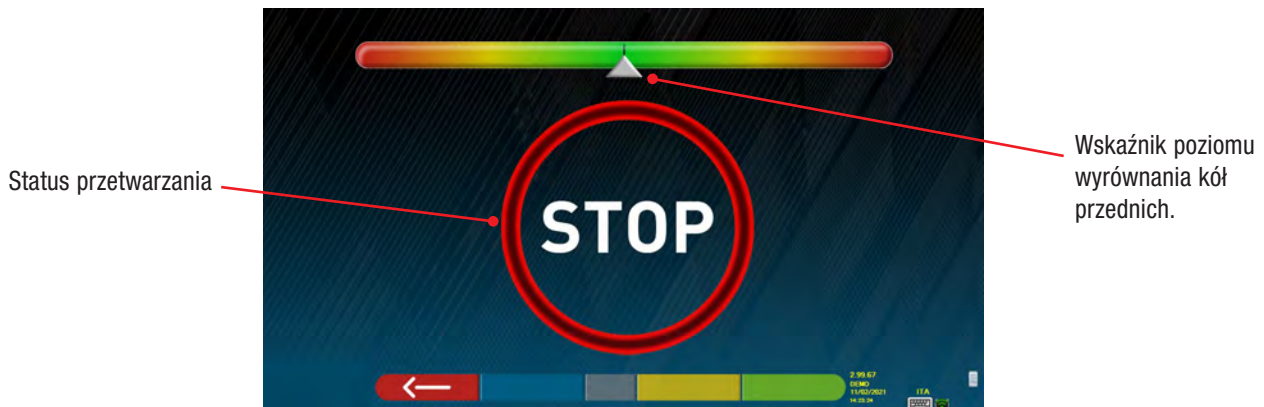 Status przetwarzania
STOP
Wskaźnik poziomu
wyrównania kół
przednich.
2.99.67
DEMO
11/02/2021
14:23:24
ITA